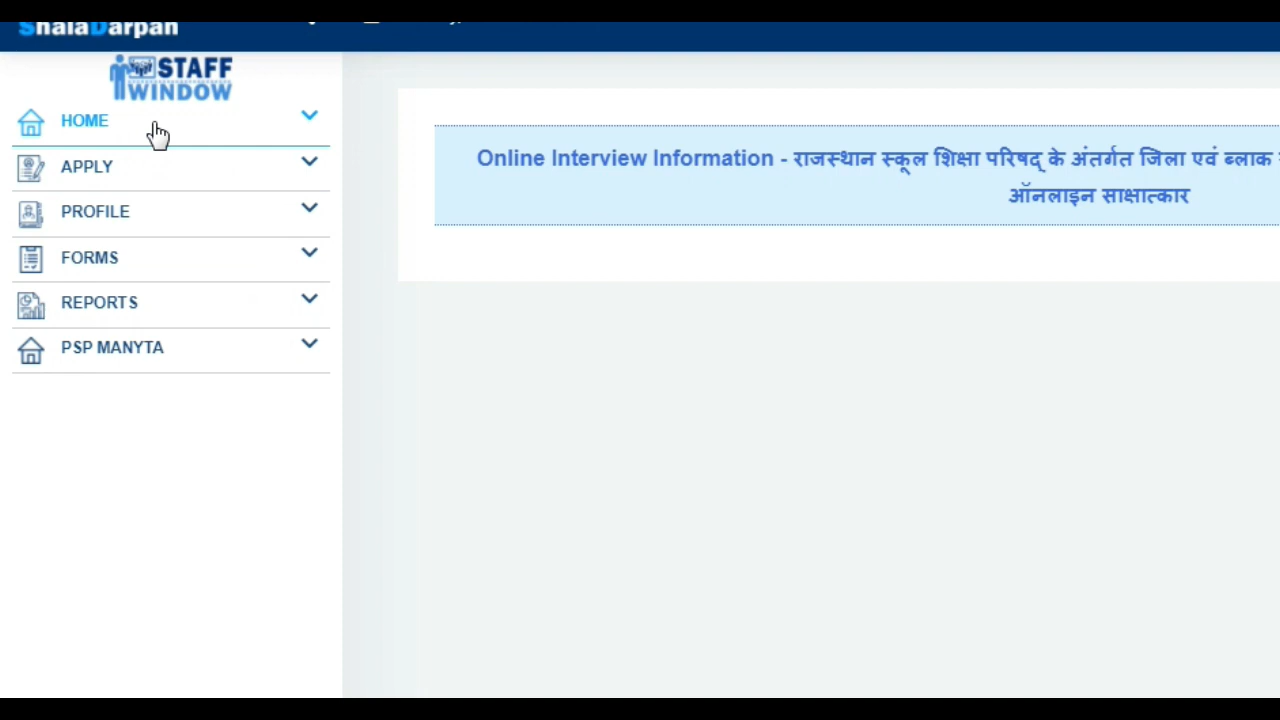 ShalaDarpan
STAFF
WINDOW
HOME
APPLY
PROFILE
FORMS
REPORTS
PSP MANYTA
Online Interview Information - राजस्थान स्कूल शिक्षा परिषद् के अंतर्गत जिला एवं ब्लाक
ऑनलाइन साक्षात्कार